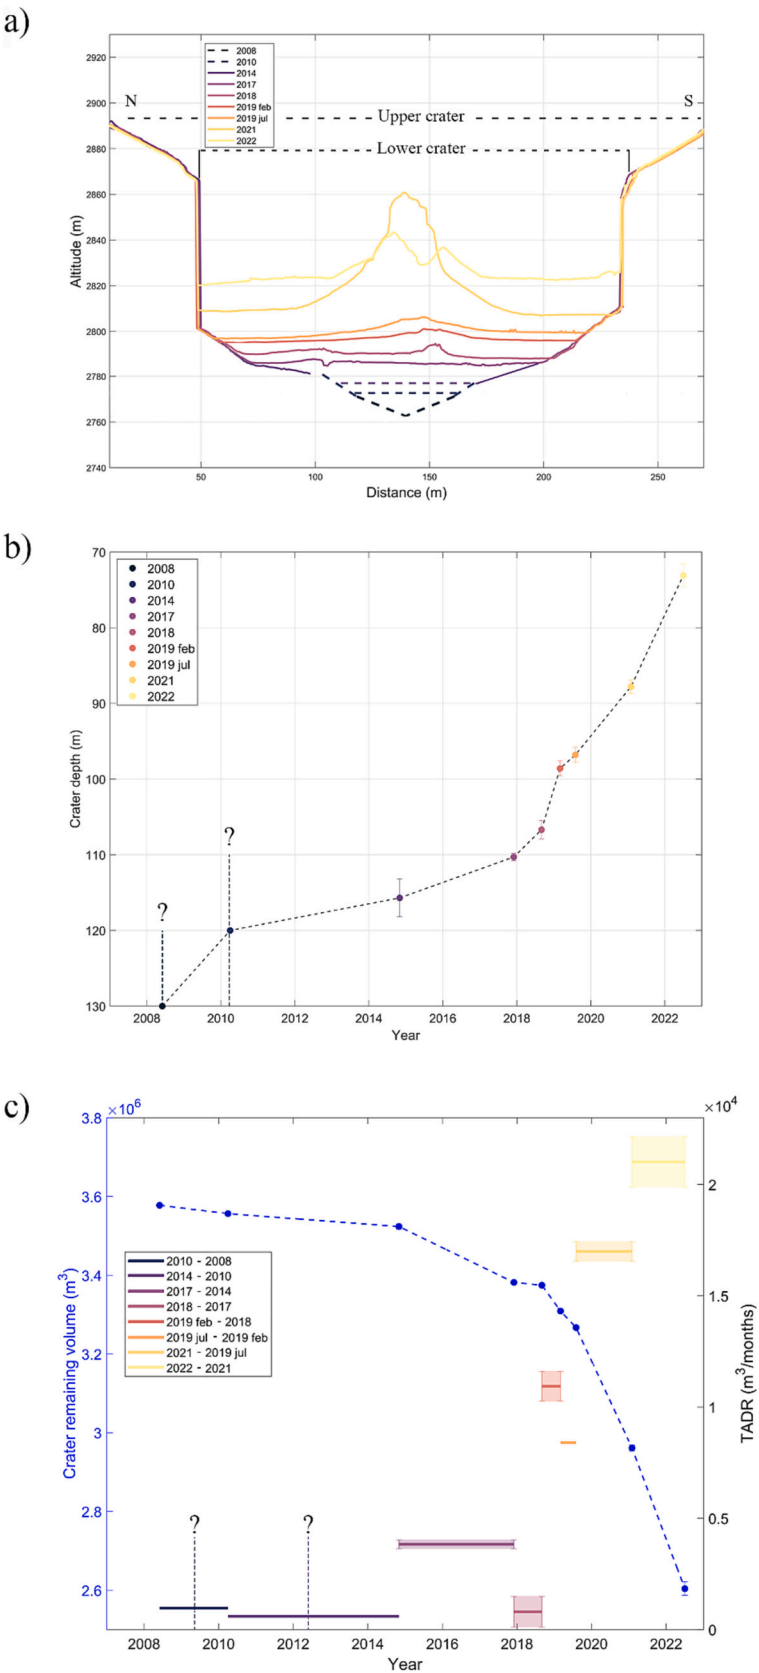 a)
2920
2900
2880
2860
2840
2820
2800
2780
2760
2740
Altitude (m)
2008
2010
2014
2017
2018
2019 feb
2019 jul
2021
2022
N
S
Upper crater
Lower crater
50
100
150
200
250
Distance (m)
b)
70
80
90
100
110
120
130
Crater depth (m)
2008
2010
2014
2017
2018
2019 feb
2019 jul
2021
2022
?
?
2008
2010
2012
2014
2016
2018
2020
2022
Year
c)
×10⁶
3.8
3.6
3.4
3.2
3
2.8
2.6
Crater remaining volume (m³)
2010 - 2008
2014 - 2010
2017 - 2014
2018 - 2017
2019 feb - 2018
2019 jul - 2019 feb
2021 - 2019 jul
2022 - 2021
?
?
×10⁴
2
1.5
1
0.5
0
TADR (m³/months)
2008
2010
2012
2014
2016
2018
2020
2022
Year